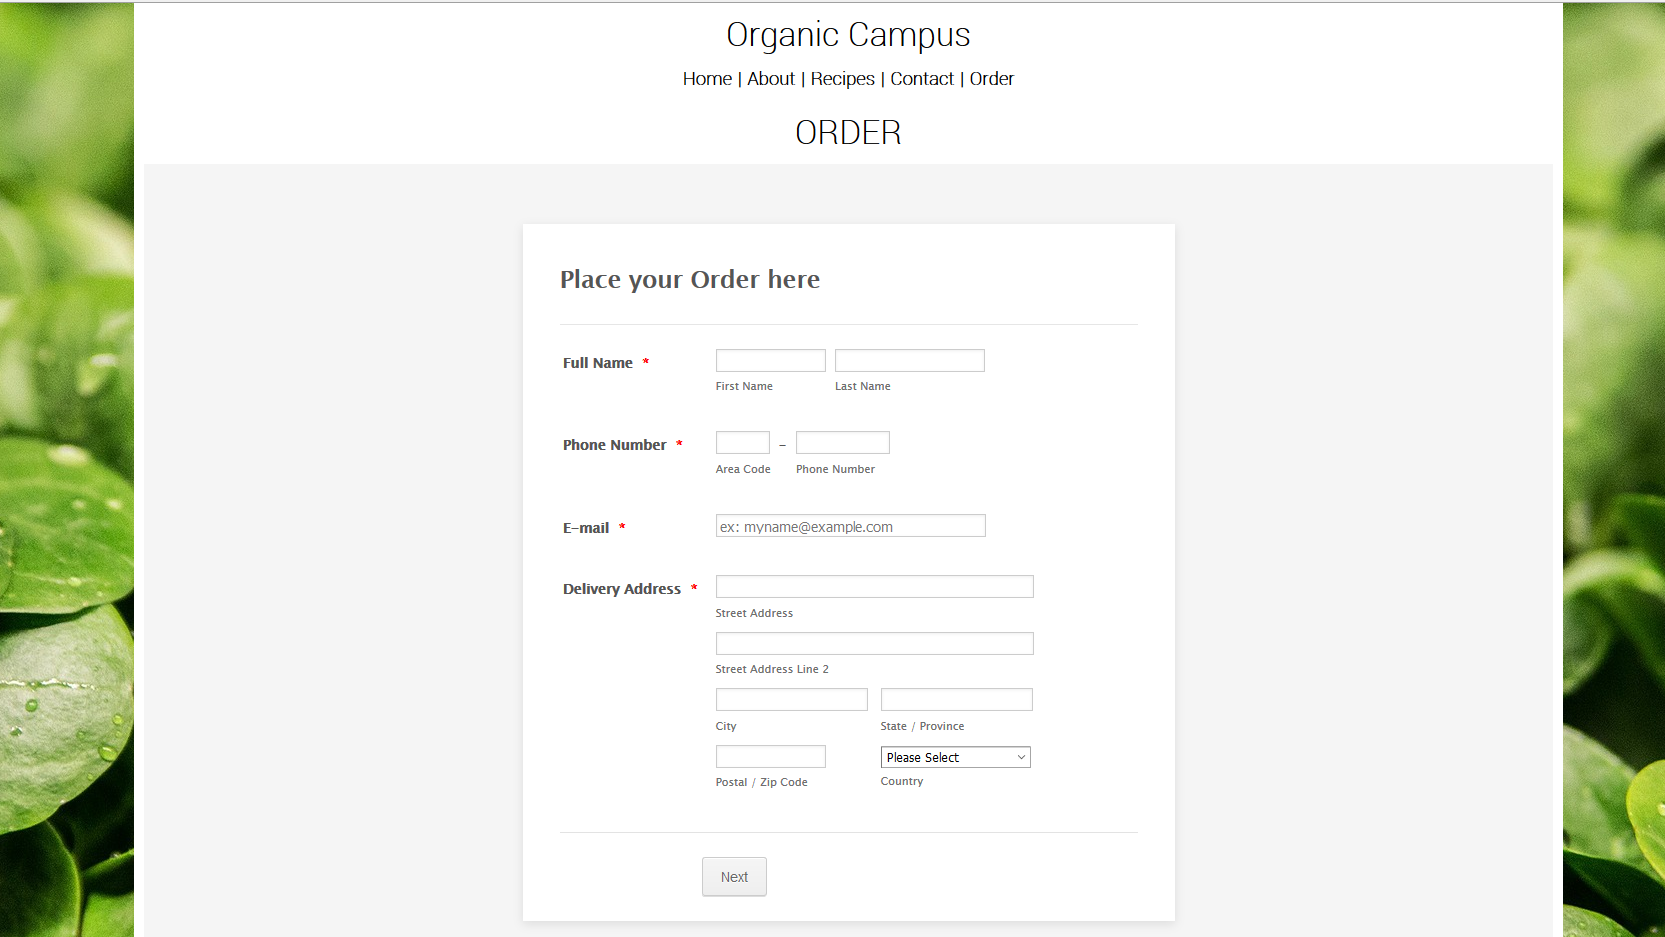 Organic Campus
Home | About | Recipes | Contact | Order
ORDER
Place your Order here
Full Name *
First Name Last Name
Phone Number * -
Area Code Phone Number
E-mail * ex: myname@example.com
Delivery Address *
Street Address
Street Address Line 2
City State / Province
Please Select
Postal / Zip Code Country
Next